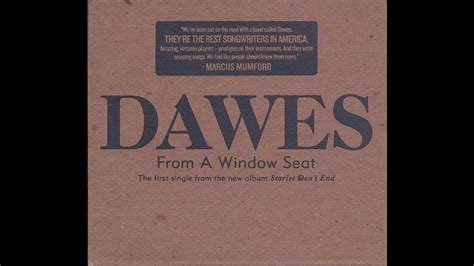 "We've been out on the road with a band called Dawes.
THEY'RE THE BEST SONGWRITERS IN AMERICA.
Amazing, virtuoso players – prodigies on their instruments. And they write
amazing songs. We feel like people should know them more."
- MARCUS MUMFORD
DAWES
From A Window Seat
The first single from the new album Stories Don't End